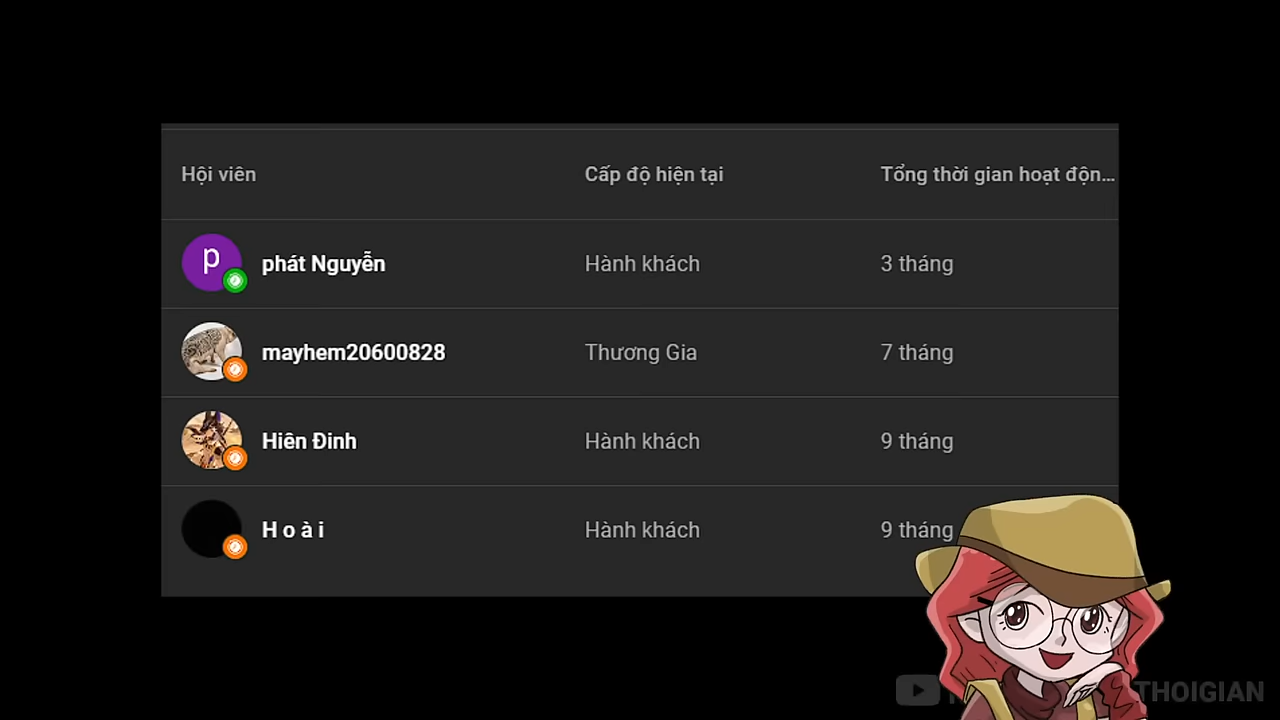 Hội viên Cấp độ hiện tại Tổng thời gian hoạt độn...
p phát Nguyễn Hành khách 3 tháng
mayhem20600828 Thương Gia 7 tháng
Hiên Đinh Hành khách 9 tháng
H o à i Hành khách 9 tháng
THOIGIAN